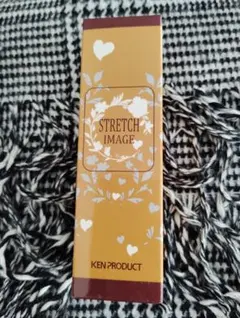 STRETCH
IMAGE
KEN PRODUCT